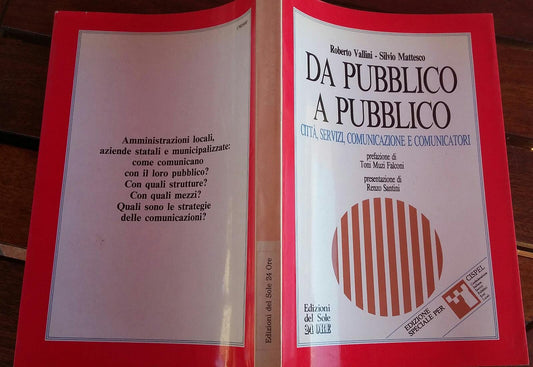 Amministrazioni locali,
aziende statali e municipalizzate:
come comunicano
con il loro pubblico?
Con quali strutture?
Con quali mezzi?
Quali sono le strategie
delle comunicazioni?
Edizioni del Sole 24 Ore
Roberto Vallini - Silvio Mattesco
DA PUBBLICO
A PUBBLICO
CITTÀ, SERVIZI, COMUNICAZIONE E COMUNICATORI
prefazione di
Toni Muzi Falconi
presentazione di
Renzo Santini
Edizioni
del Sole
24 ORE
EDIZIONE
SPECIALE PER
CISPEL